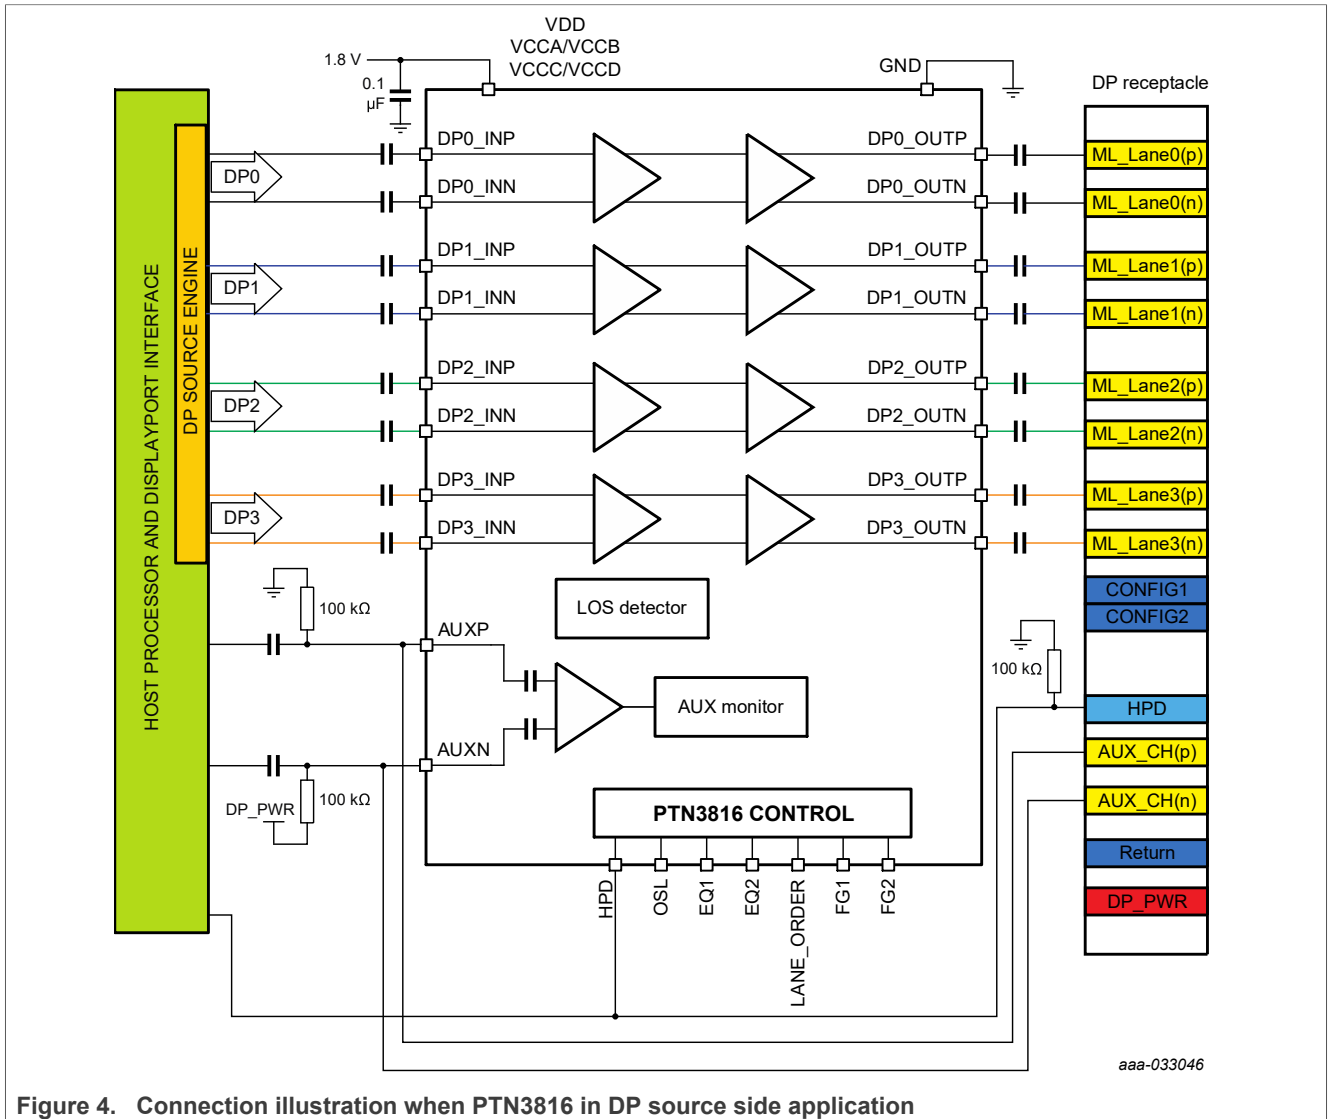 VDD
VCCA/VCCB
VCCC/VCCD
1.8 V
0.1
µF
GND
DP receptacle
HOST PROCESSOR AND DISPLAYPORT INTERFACE
DP SOURCE ENGINE
DP0
DP0_INP
DP0_INN
DP0_OUTP
DP0_OUTN
ML_Lane0(p)
ML_Lane0(n)
DP1
DP1_INP
DP1_INN
DP1_OUTP
DP1_OUTN
ML_Lane1(p)
ML_Lane1(n)
DP2
DP2_INP
DP2_INN
DP2_OUTP
DP2_OUTN
ML_Lane2(p)
ML_Lane2(n)
DP3
DP3_INP
DP3_INN
DP3_OUTP
DP3_OUTN
ML_Lane3(p)
ML_Lane3(n)
CONFIG1
CONFIG2
100 kΩ
LOS detector
AUXP
100 kΩ
HPD
AUX monitor
AUXN
AUX_CH(p)
AUX_CH(n)
DP_PWR
100 kΩ
PTN3816 CONTROL
Return
DP_PWR
HPD
OSL
EQ1
EQ2
LANE_ORDER
FG1
FG2
aaa-033046
Figure 4. Connection illustration when PTN3816 in DP source side application